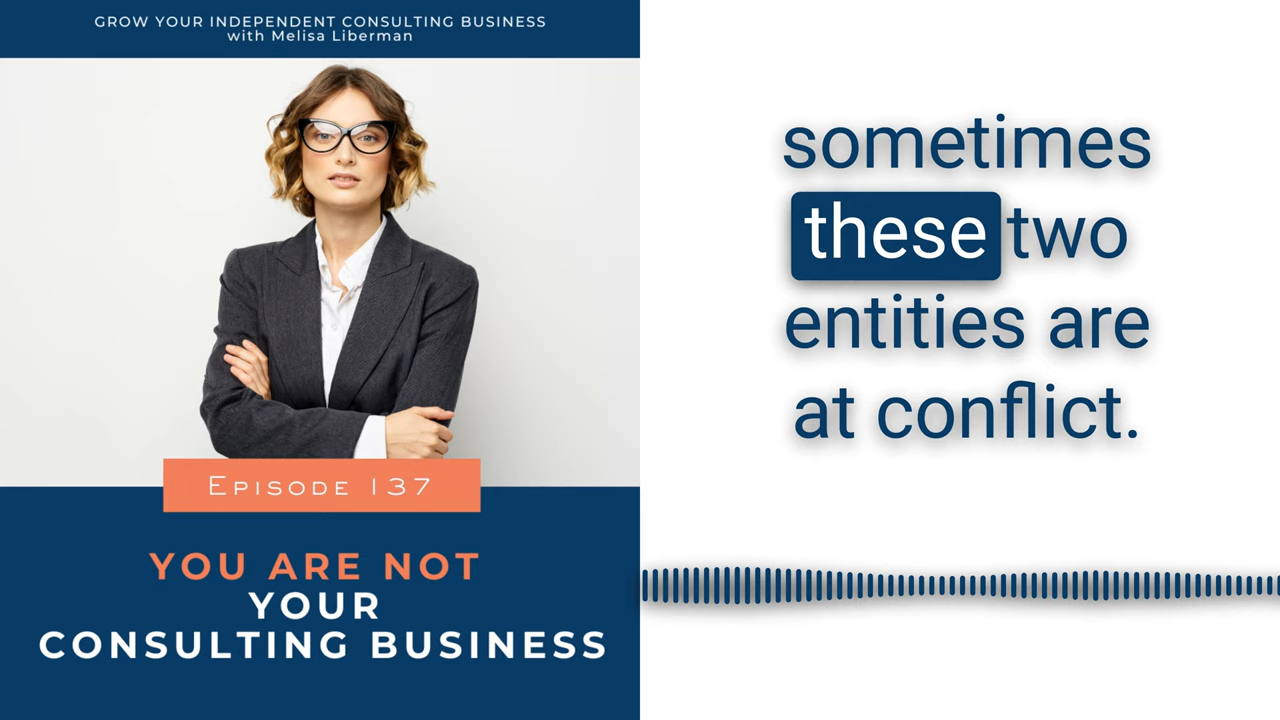 GROW YOUR INDEPENDENT CONSULTING BUSINESS
with Melisa Liberman
EPISODE 137
YOU ARE NOT
YOUR
CONSULTING BUSINESS
sometimes
these two
entities are
at conflict.